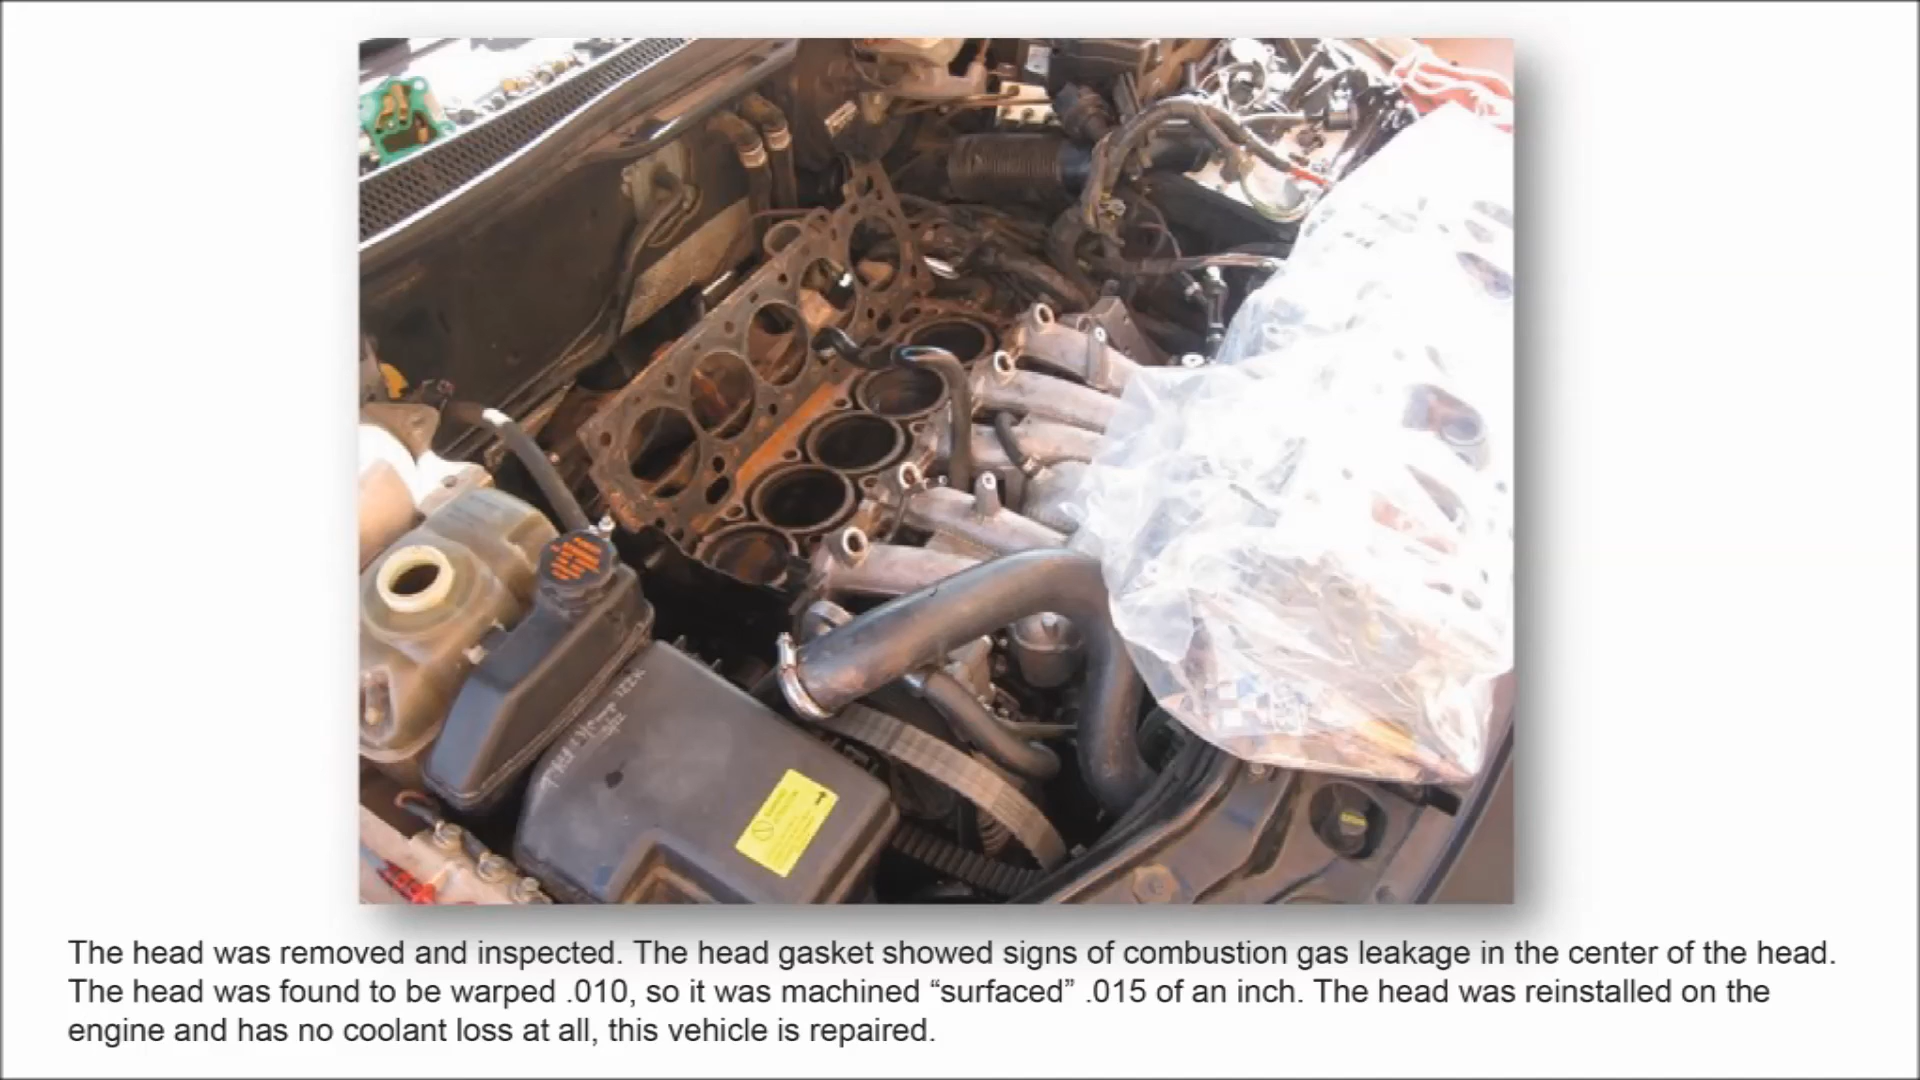 The head was removed and inspected. The head gasket showed signs of combustion gas leakage in the center of the head.
The head was found to be warped .010, so it was machined “surfaced” .015 of an inch. The head was reinstalled on the
engine and has no coolant loss at all, this vehicle is repaired.